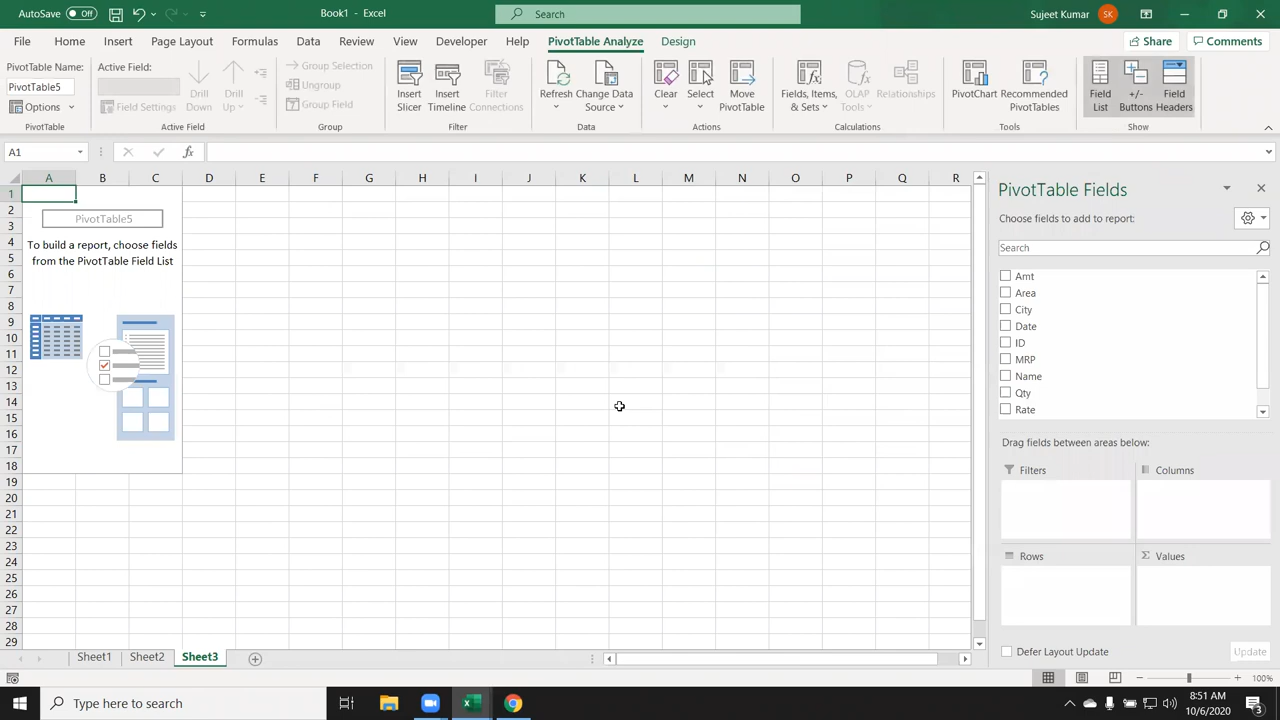 AutoSave Off Book1 - Excel Search Sujeet Kumar SK
File Home Insert Page Layout Formulas Data Review View Developer Help PivotTable Analyze Design Share Comments
PivotTable Name:
PivotTable5
Options
PivotTable
Active Field:
Field Settings
Drill Down
Drill Up
Active Field
Group Selection
Ungroup
Group Field
Group
Insert Slicer
Insert Timeline
Filter Connections
Filter
Refresh
Change Data Source
Data
Clear
Select
Move PivotTable
Actions
Fields, Items, & Sets
OLAP Tools
Relationships
Calculations
PivotChart
Recommended PivotTables
Tools
Field List
+/- Buttons
Field Headers
Show
A1 fx
A B C D E F G H I J K L M N O P Q R
1
2
3
4
5
6
7
8
9
10
11
12
13
14
15
16
17
18
19
20
21
22
23
24
25
26
27
28
29
PivotTable5
To build a report, choose fields
from the PivotTable Field List
PivotTable Fields
Choose fields to add to report:
Search
Amt
Area
City
Date
ID
MRP
Name
Qty
Rate
Drag fields between areas below:
Filters
Columns
Rows
Values
Defer Layout Update Update
Sheet1 Sheet2 Sheet3
100%
Type here to search
8:51 AM
10/6/2020
3